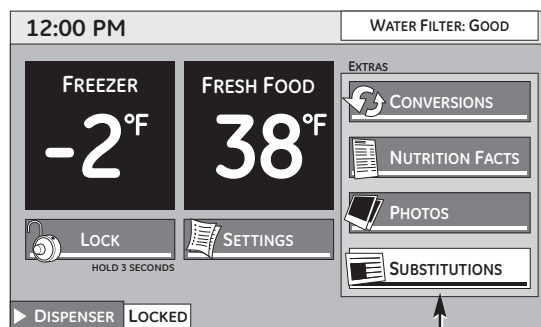 12:00 PM
WATER FILTER: GOOD
EXTRAS
FREEZER
-2°F
FRESH FOOD
38°F
CONVERSIONS
NUTRITION FACTS
PHOTOS
SUBSTITUTIONS
LOCK
HOLD 3 SECONDS
SETTINGS
DISPENSER LOCKED